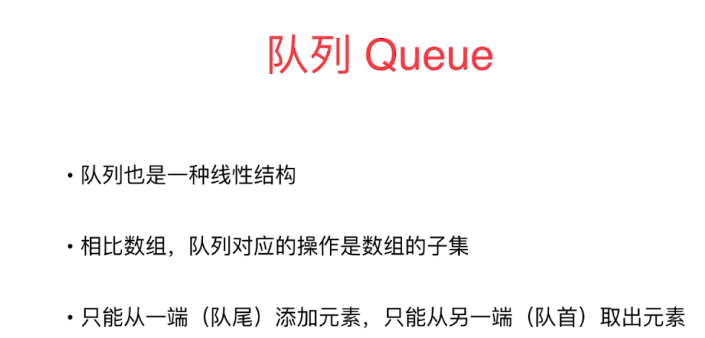 队列 Queue
• 队列也是一种线性结构
• 相比数组，队列对应的操作是数组的子集
• 只能从一端（队尾）添加元素，只能从另一端（队首）取出元素